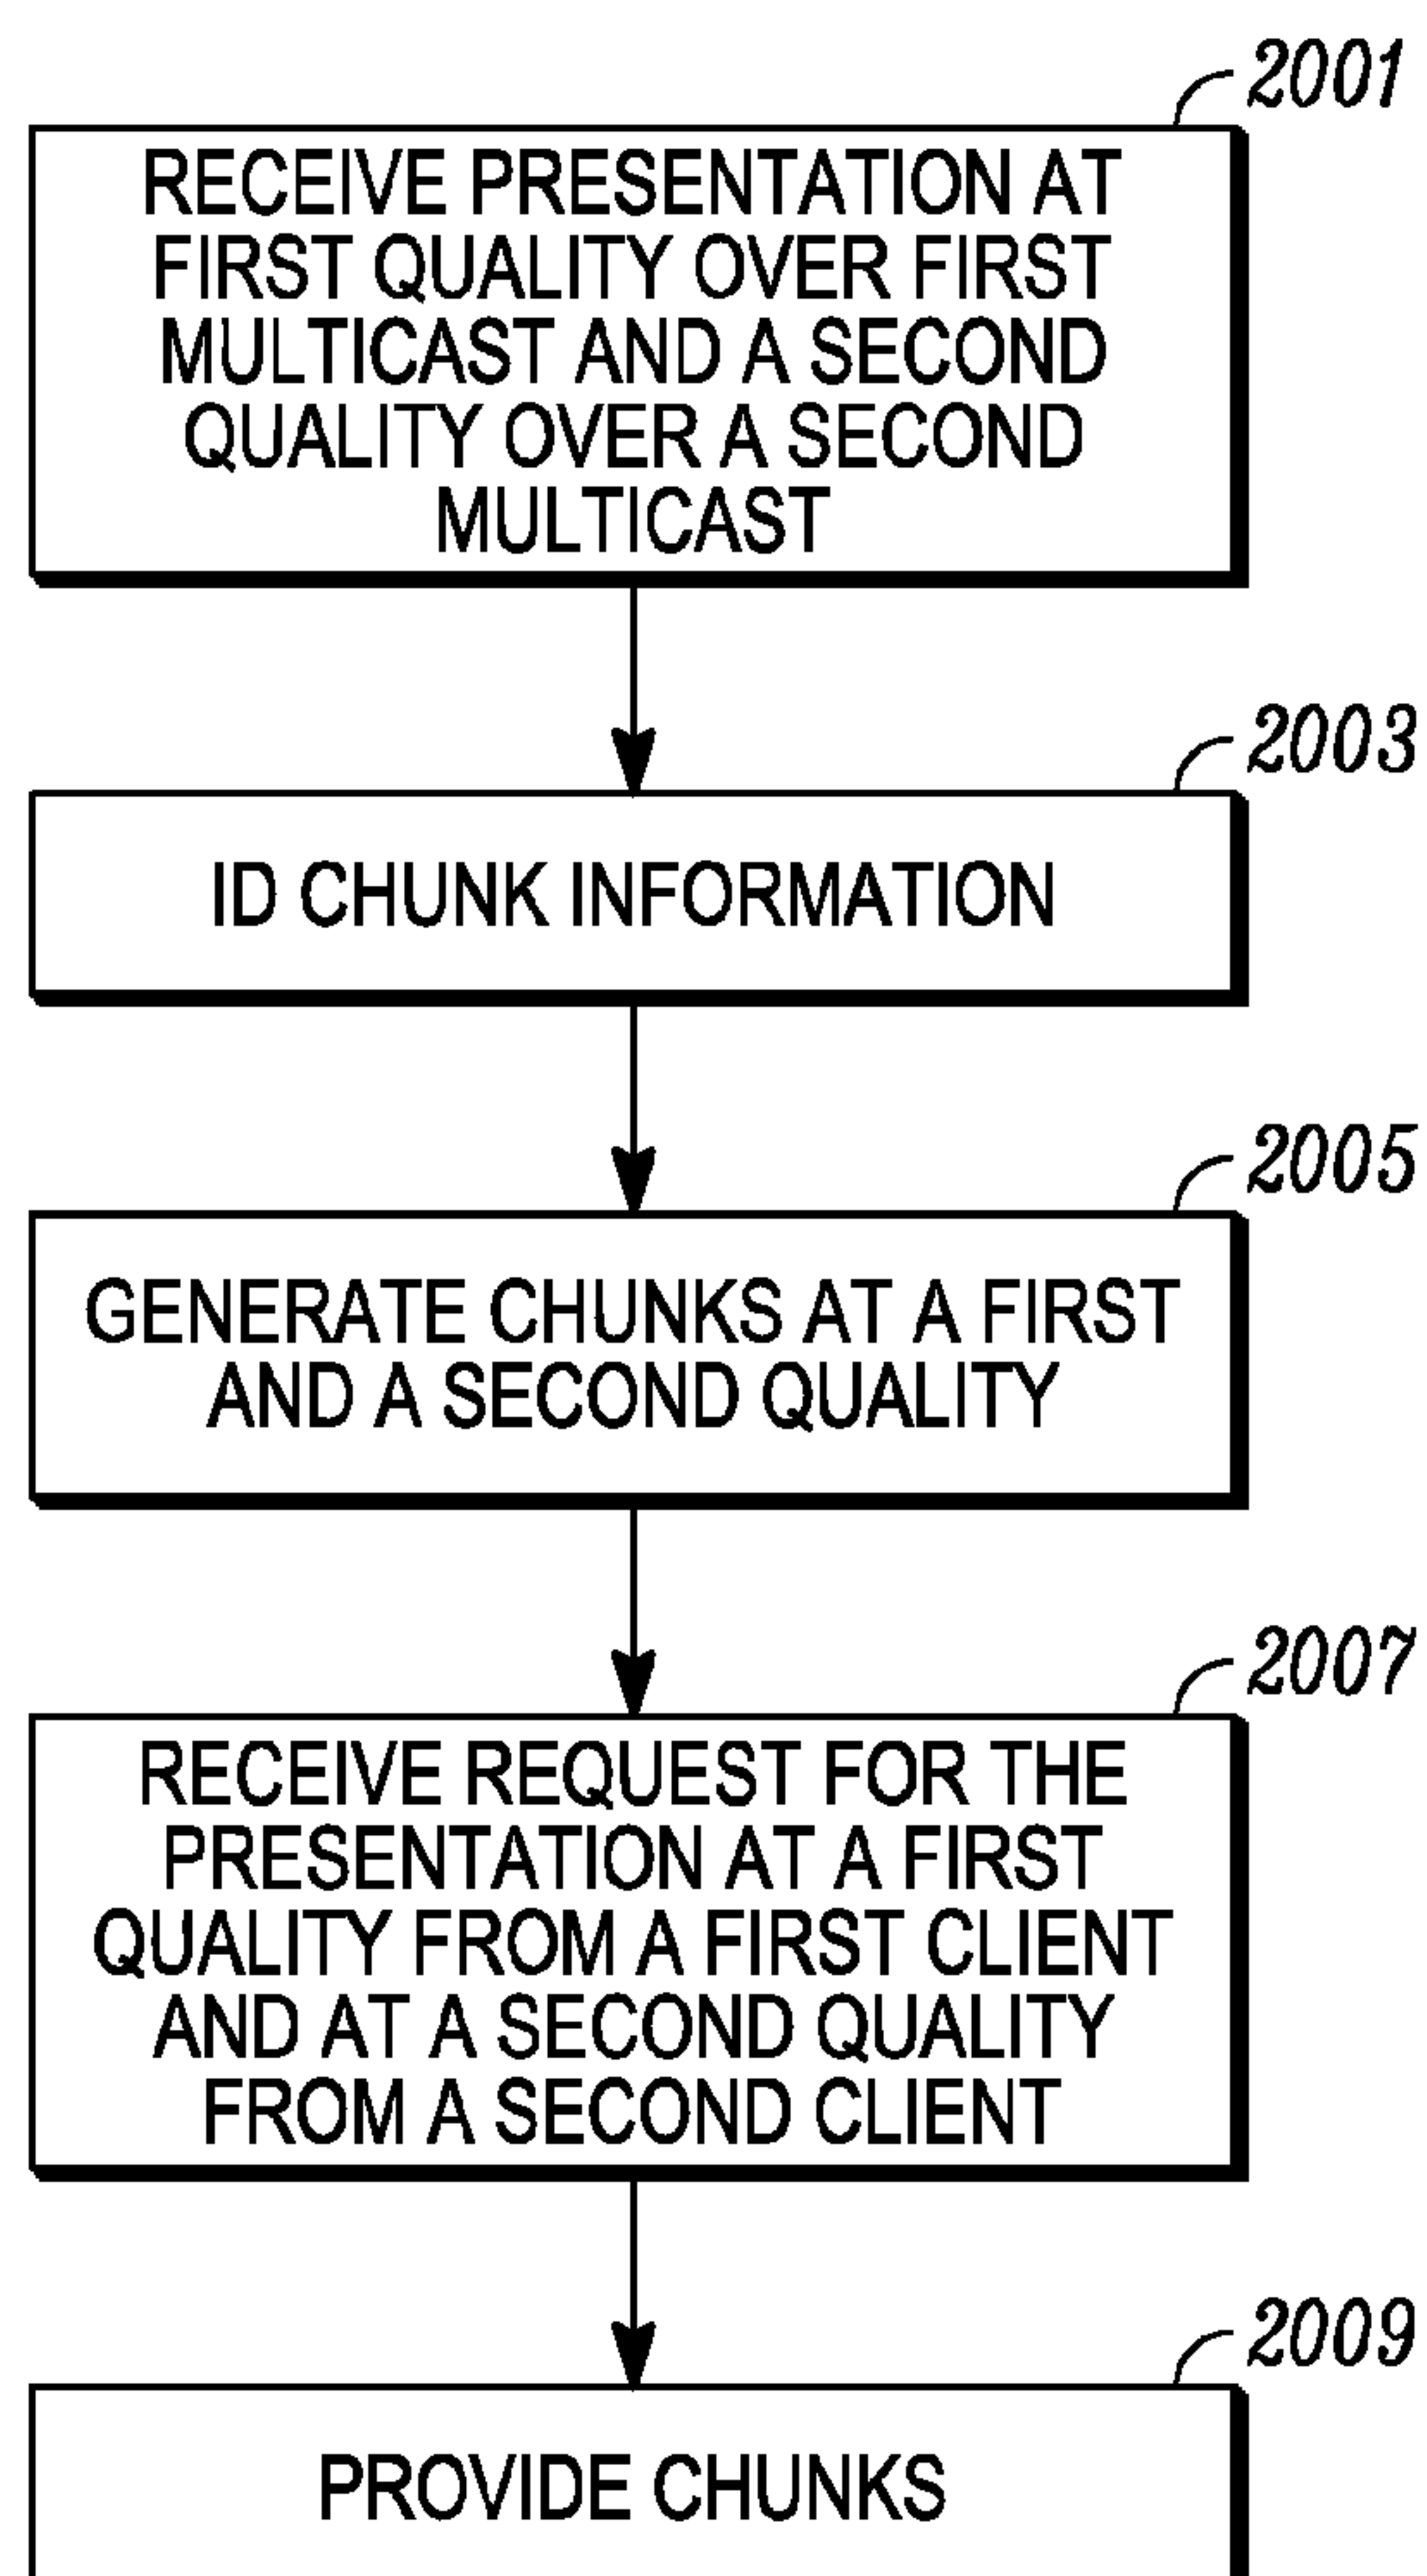 2001
RECEIVE PRESENTATION AT
FIRST QUALITY OVER FIRST
MULTICAST AND A SECOND
QUALITY OVER A SECOND
MULTICAST
2003
ID CHUNK INFORMATION
2005
GENERATE CHUNKS AT A FIRST
AND A SECOND QUALITY
2007
RECEIVE REQUEST FOR THE
PRESENTATION AT A FIRST
QUALITY FROM A FIRST CLIENT
AND AT A SECOND QUALITY
FROM A SECOND CLIENT
2009
PROVIDE CHUNKS